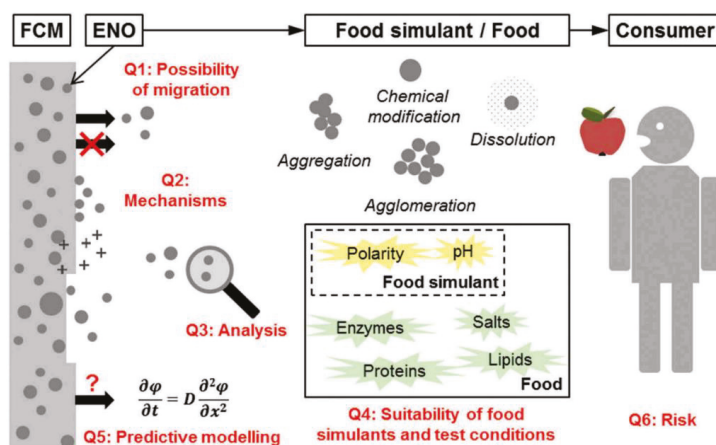 FCM
ENO
Food simulant / Food
Consumer
Q1: Possibility
of migration
Q2:
Mechanisms
Q3: Analysis
?
∂φ/∂t = D ∂²φ/∂x²
Q5: Predictive modelling
Chemical
modification
Dissolution
Aggregation
Agglomeration
Polarity
pH
Food simulant
Enzymes
Salts
Proteins
Lipids
Food
Q4: Suitability of food
simulants and test conditions
Q6: Risk